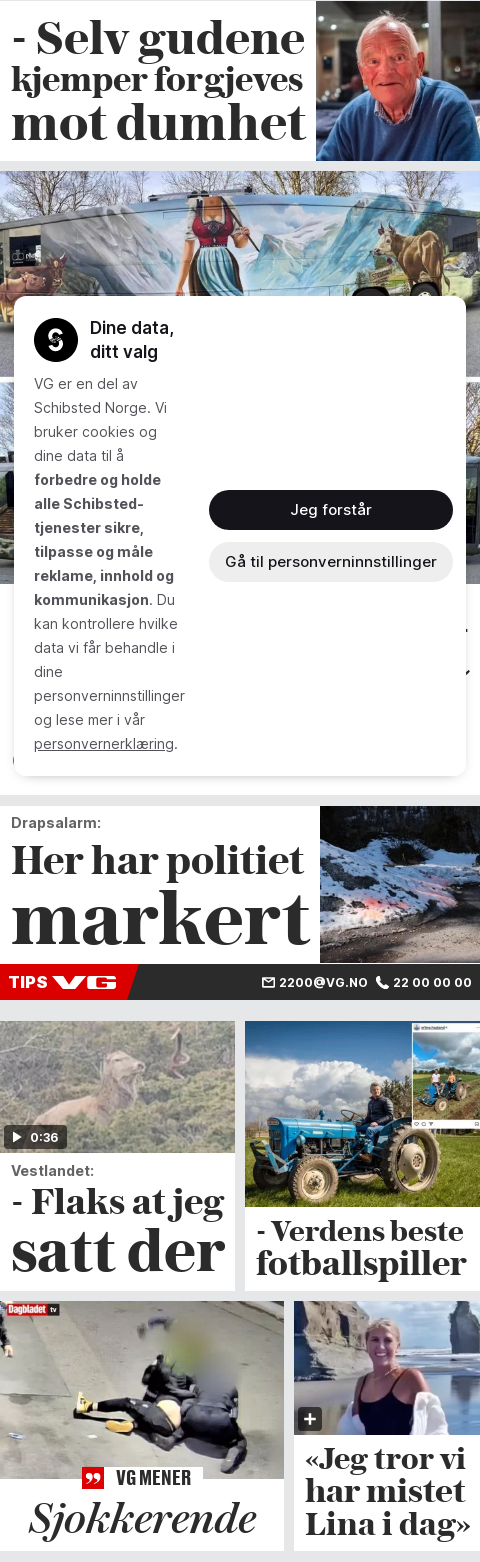 - Selv gudene
kjemper forgjeves
mot dumhet
Dine data,
ditt valg
VG er en del av
Schibsted Norge. Vi
bruker cookies og
dine data til å
forbedre og holde
alle Schibsted-
tjenester sikre,
tilpasse og måle
reklame, innhold og
kommunikasjon. Du
kan kontrollere hvilke
data vi får behandle i
dine
personverninnstillinger
og lese mer i vår
personvernerklæring.
Jeg forstår
Gå til personverninnstillinger
Drapsalarm:
Her har politiet
markert
TIPS VG
2200@VG.NO 22 00 00 00
0:36
Vestlandet:
- Flaks at jeg
satt der
- Verdens beste
fotballspiller
Dagbladet tv
VG MENER
Sjokkerende
«Jeg tror vi
har mistet
Lina i dag»